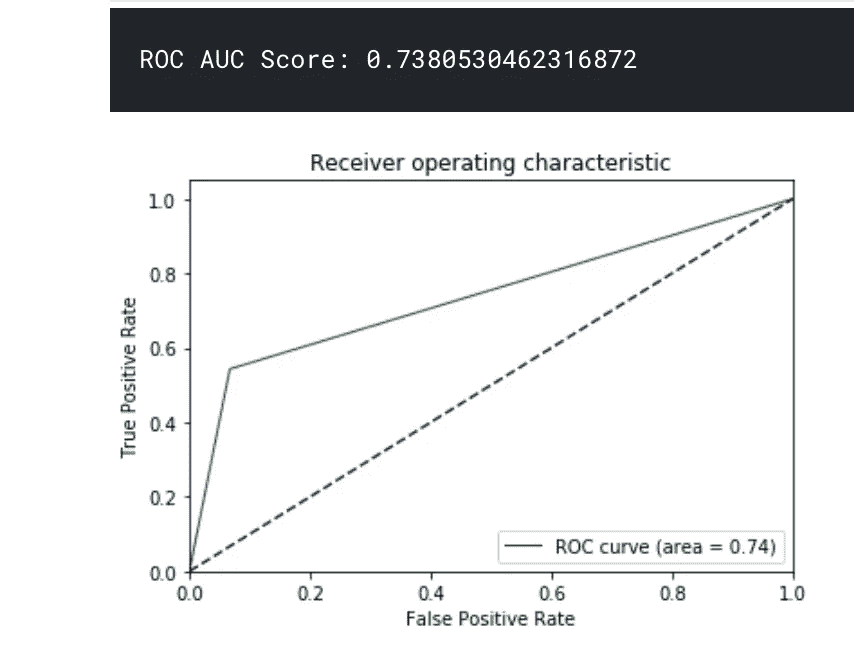 ROC AUC Score: 0.7380530462316872
Receiver operating characteristic
1.0
0.8
0.6
0.4
0.2
0.0
True Positive Rate
ROC curve (area = 0.74)
0.0 0.2 0.4 0.6 0.8 1.0
False Positive Rate